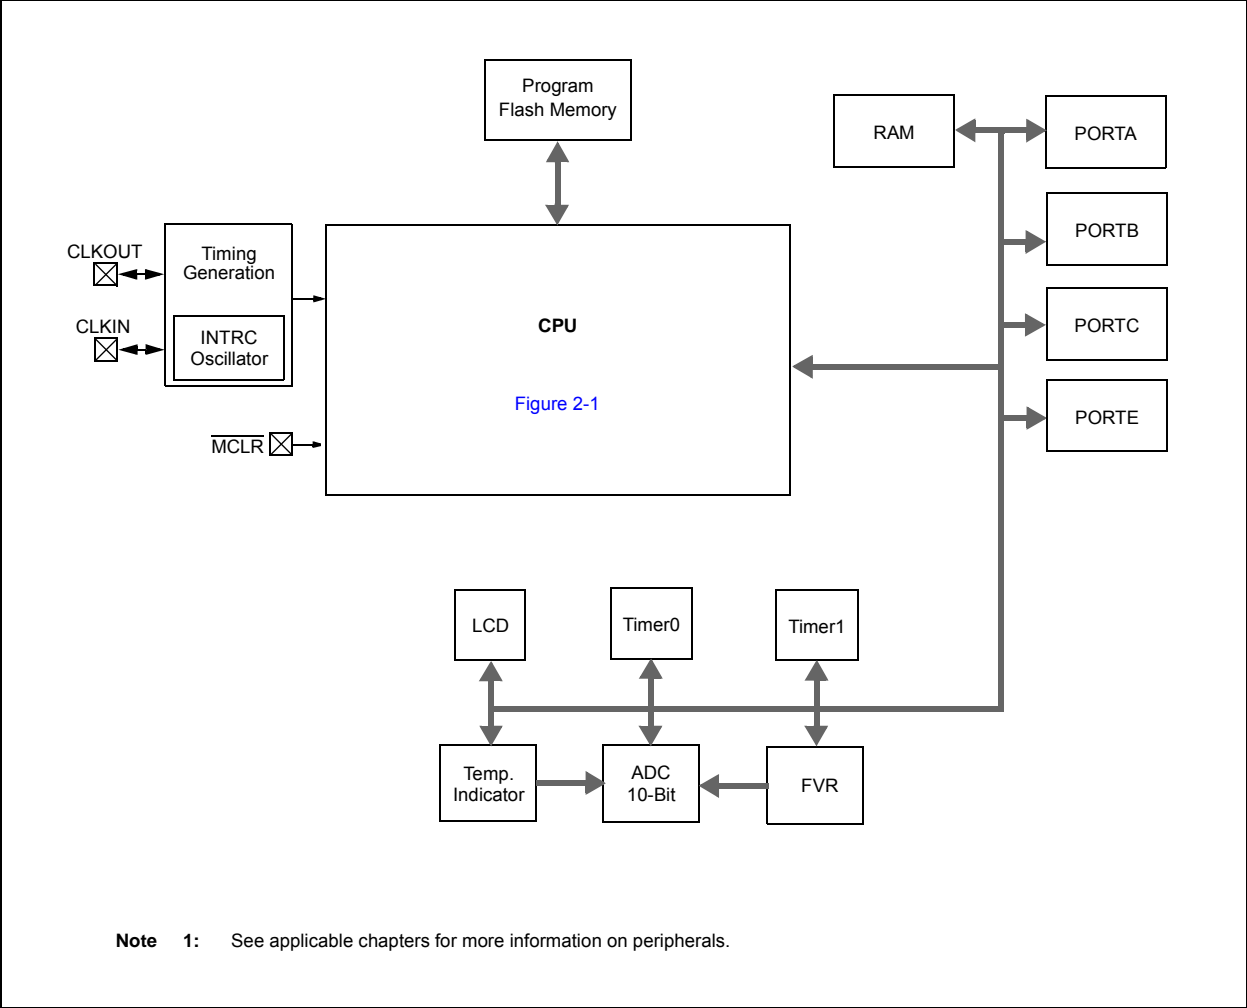 Program
Flash Memory
RAM
PORTA
PORTB
CLKOUT
Timing
Generation
CLKIN
INTRC
Oscillator
CPU
PORTC
Figure 2-1
PORTE
MCLR
LCD
Timer0
Timer1
Temp.
Indicator
ADC
10-Bit
FVR
Note 1: See applicable chapters for more information on peripherals.